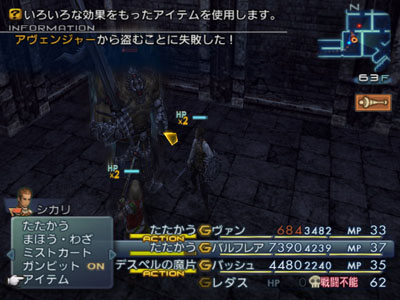 いろいろな効果をもったアイテムを使用します。
INFORMATION
アヴェンジャーから盗むことに失敗した！
63F
HP
×2
HP
×2
シカリ
たたかう
まほう・わざ
ミストカート
ガンビット ON
アイテム
たたかう G ヴァン 684 3482 MP 33
ACTION
たたかう G バルフレア 7390 4239 MP 37
ACTION
デスペルの魔片 G バッシュ 4480 2240 MP 35
ACTION
G レダス HP 戦闘不能 62